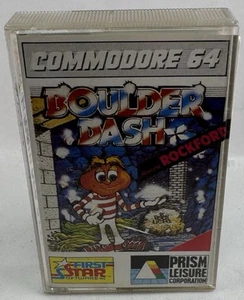 COMMODORE 64
BOULDER
DASH
ROCKFORD
FIRST
STAR
PRISM
LEISURE
CORPORATION